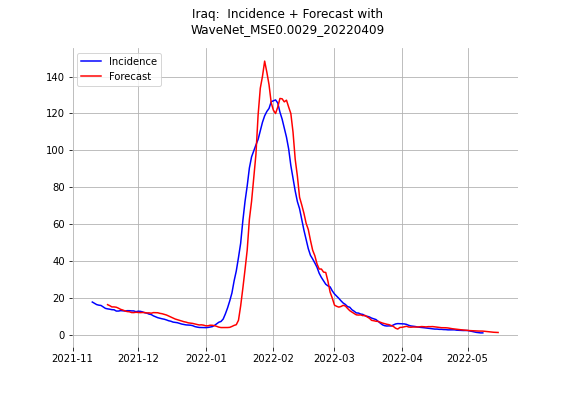 Iraq: Incidence + Forecast with
WaveNet_MSE0.0029_20220409
Incidence
Forecast
140
120
100
80
60
40
20
0
2021-11 2021-12 2022-01 2022-02 2022-03 2022-04 2022-05